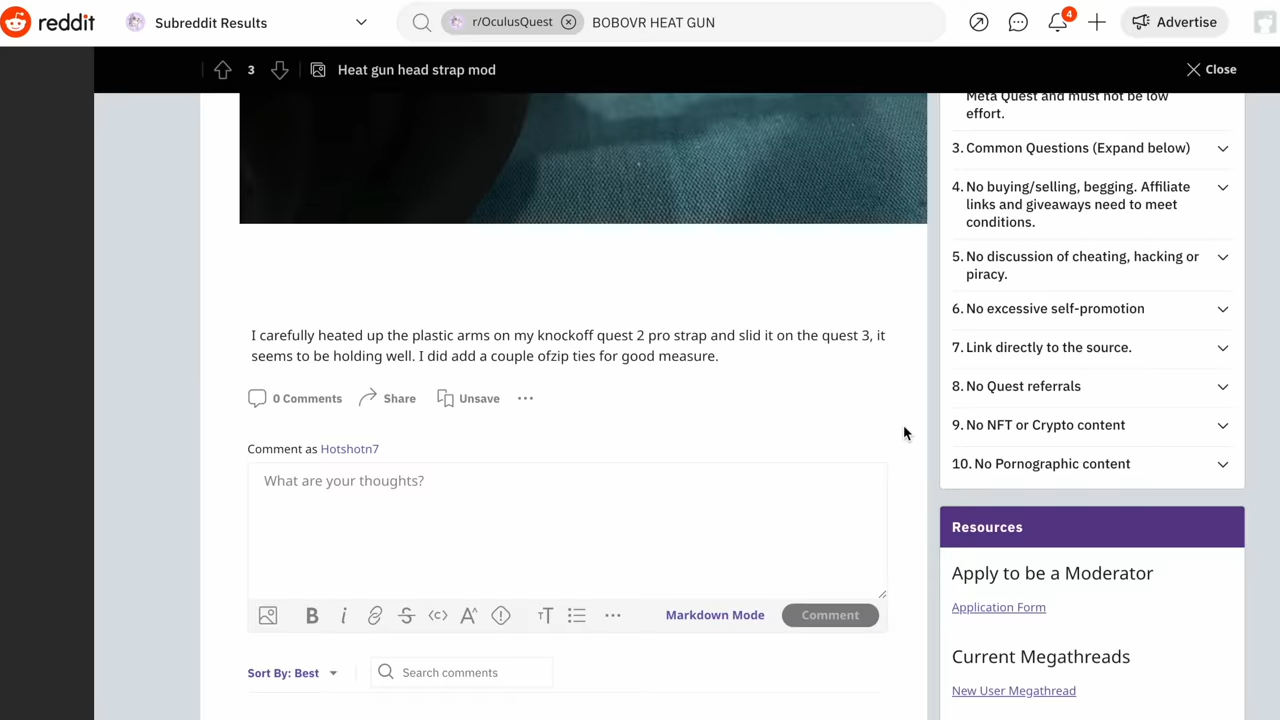 reddit
Subreddit Results
r/OculusQuest
BOBOVR HEAT GUN
4
Advertise
3
Heat gun head strap mod
Close
Meta Quest and must not be low
effort.
3. Common Questions (Expand below)
4. No buying/selling, begging. Affiliate
links and giveaways need to meet
conditions.
5. No discussion of cheating, hacking or
piracy.
6. No excessive self-promotion
7. Link directly to the source.
8. No Quest referrals
9. No NFT or Crypto content
10. No Pornographic content
I carefully heated up the plastic arms on my knockoff quest 2 pro strap and slid it on the quest 3, it
seems to be holding well. I did add a couple ofzip ties for good measure.
0 Comments
Share
Unsave
Comment as Hotshotn7
What are your thoughts?
Markdown Mode
Comment
Sort By: Best
Search comments
Resources
Apply to be a Moderator
Application Form
Current Megathreads
New User Megathread